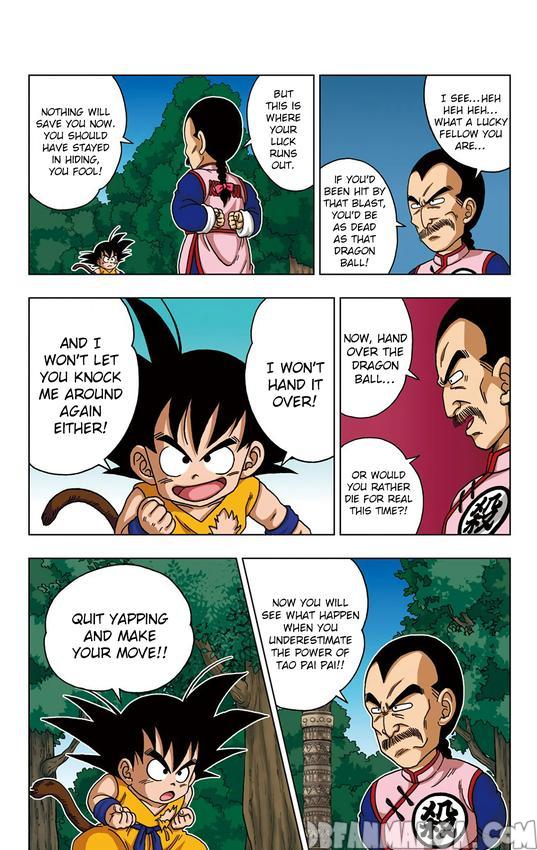 I SEE...HEH
HEH HEH...
WHAT A LUCKY
FELLOW YOU
ARE...
IF YOU'D
BEEN HIT BY
THAT BLAST,
YOU'D BE
AS DEAD
AS THAT
DRAGON
BALL!
BUT
THIS IS
WHERE
YOUR
LUCK
RUNS
OUT.
NOTHING WILL
SAVE YOU NOW.
YOU SHOULD
HAVE STAYED
IN HIDING,
YOU FOOL!
NOW, HAND
OVER THE
DRAGON
BALL...
OR WOULD
YOU RATHER
DIE FOR REAL
THIS TIME?!
殺
I WON'T
HAND IT
OVER!
AND I
WON'T LET
YOU KNOCK
ME AROUND
AGAIN
EITHER!
NOW YOU WILL
SEE WHAT HAPPEN
WHEN YOU
UNDERESTIMATE
THE POWER OF
TAO PAI PAI!!
殺
QUIT YAPPING
AND MAKE
YOUR MOVE!!
DBFANMANGA.COM